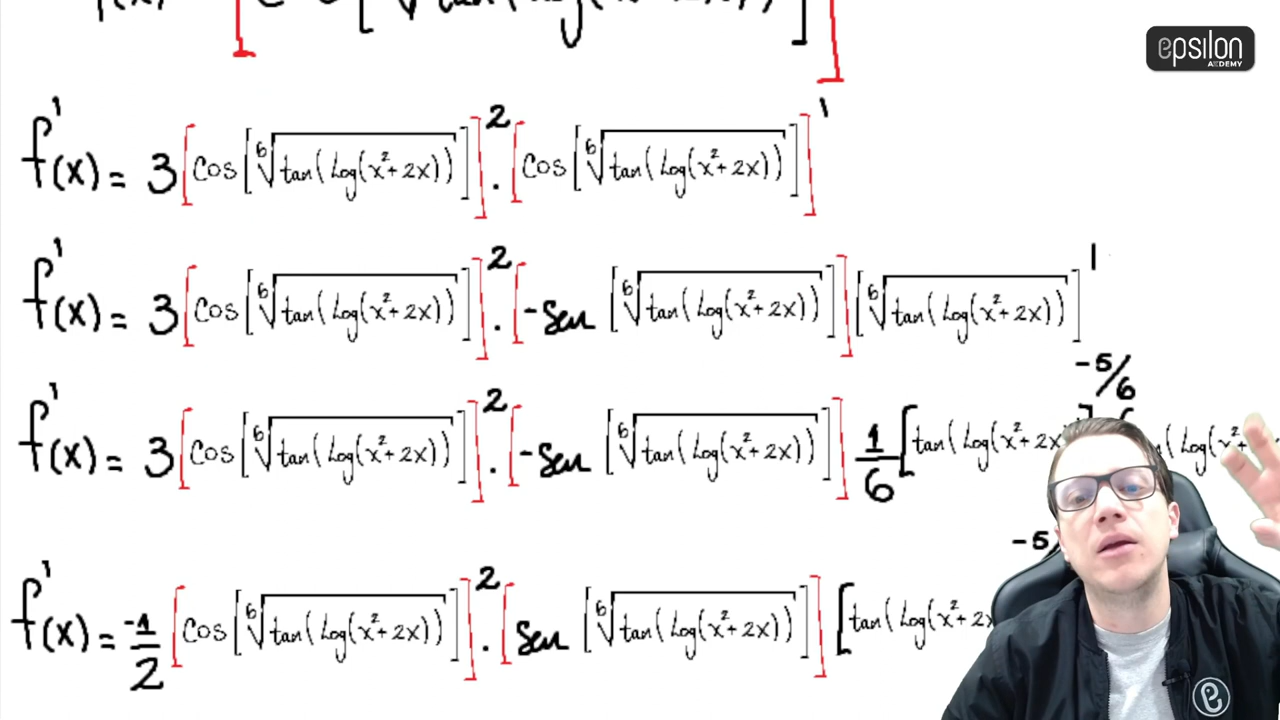 epsilon
ACADEMY
f'(x) = 3 [cos [⁶√tan(Log(x²+2x))]]² . [cos [⁶√tan(Log(x²+2x))]]'
f'(x) = 3 [cos [⁶√tan(Log(x²+2x))]]² . [-sen [⁶√tan(Log(x²+2x))]] [⁶√tan(Log(x²+2x))]'
f'(x) = 3 [cos [⁶√tan(Log(x²+2x))]]² . [-sen [⁶√tan(Log(x²+2x))]] 1/6 [tan(Log(x²+2x
-5/6
f'(x) = -1/2 [cos [⁶√tan(Log(x²+2x))]]² . [sen [⁶√tan(Log(x²+2x))]] [tan(Log(x²+2x
-5/